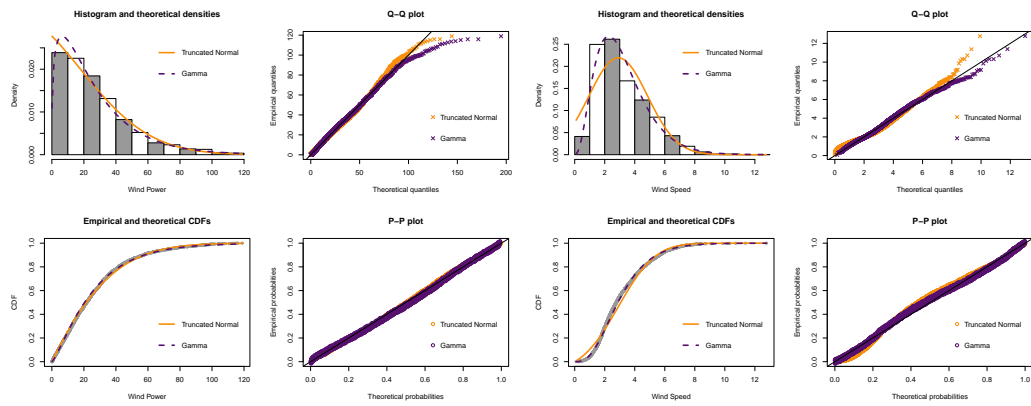 Histogram and theoretical densities
Density
0.000 0.010 0.020
0 20 40 60 80 100 120
Wind Power
Truncated Normal
Gamma
Q−Q plot
Empirical quantiles
0 20 40 60 80 100 120
0 50 100 150 200
Theoretical quantiles
Truncated Normal
Gamma
Histogram and theoretical densities
Density
0.00 0.05 0.10 0.15 0.20 0.25
0 2 4 6 8 10 12
Wind Speed
Truncated Normal
Gamma
Q−Q plot
Empirical quantiles
0 2 4 6 8 10 12
0 2 4 6 8 10 12
Theoretical quantiles
Truncated Normal
Gamma
Empirical and theoretical CDFs
CDF
0.0 0.2 0.4 0.6 0.8 1.0
0 20 40 60 80 100 120
Wind Power
Truncated Normal
Gamma
P−P plot
Empirical probabilities
0.0 0.2 0.4 0.6 0.8 1.0
0.0 0.2 0.4 0.6 0.8 1.0
Theoretical probabilities
Truncated Normal
Gamma
Empirical and theoretical CDFs
CDF
0.0 0.2 0.4 0.6 0.8 1.0
0 2 4 6 8 10 12
Wind Speed
Truncated Normal
Gamma
P−P plot
Empirical probabilities
0.0 0.2 0.4 0.6 0.8 1.0
0.0 0.2 0.4 0.6 0.8 1.0
Theoretical probabilities
Truncated Normal
Gamma